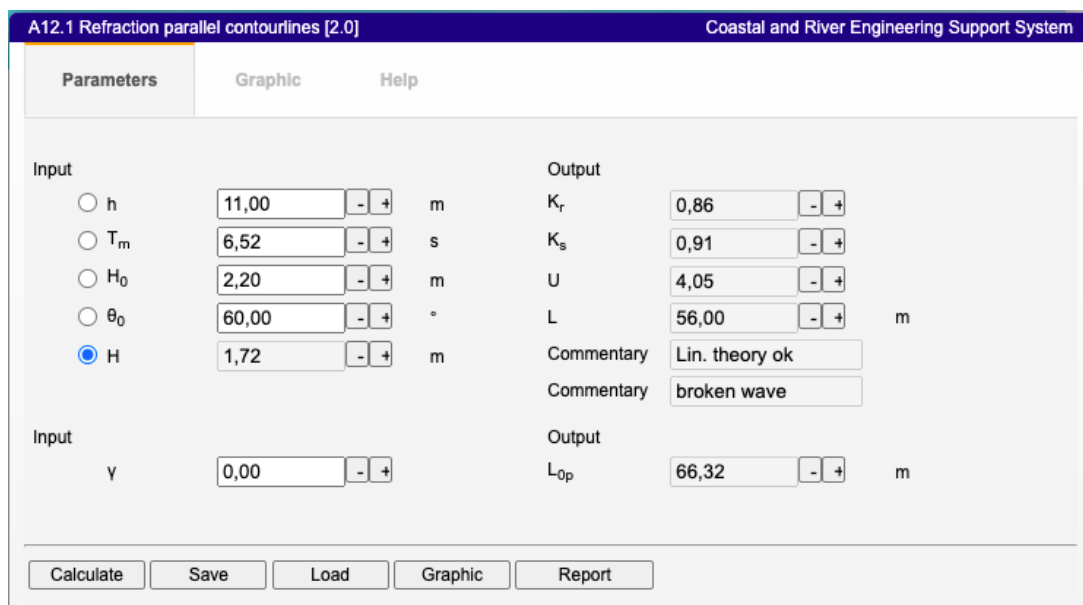 A12.1 Refraction parallel contourlines [2.0] Coastal and River Engineering Support System
Parameters Graphic Help
Input Output
h 11,00 - + m Kr 0,86 - +
Tm 6,52 - + s Ks 0,91 - +
H0 2,20 - + m U 4,05 - +
θ0 60,00 - + ° L 56,00 - + m
H 1,72 - + m Commentary Lin. theory ok
Commentary broken wave
Input Output
γ 0,00 - + L0p 66,32 - + m
Calculate Save Load Graphic Report